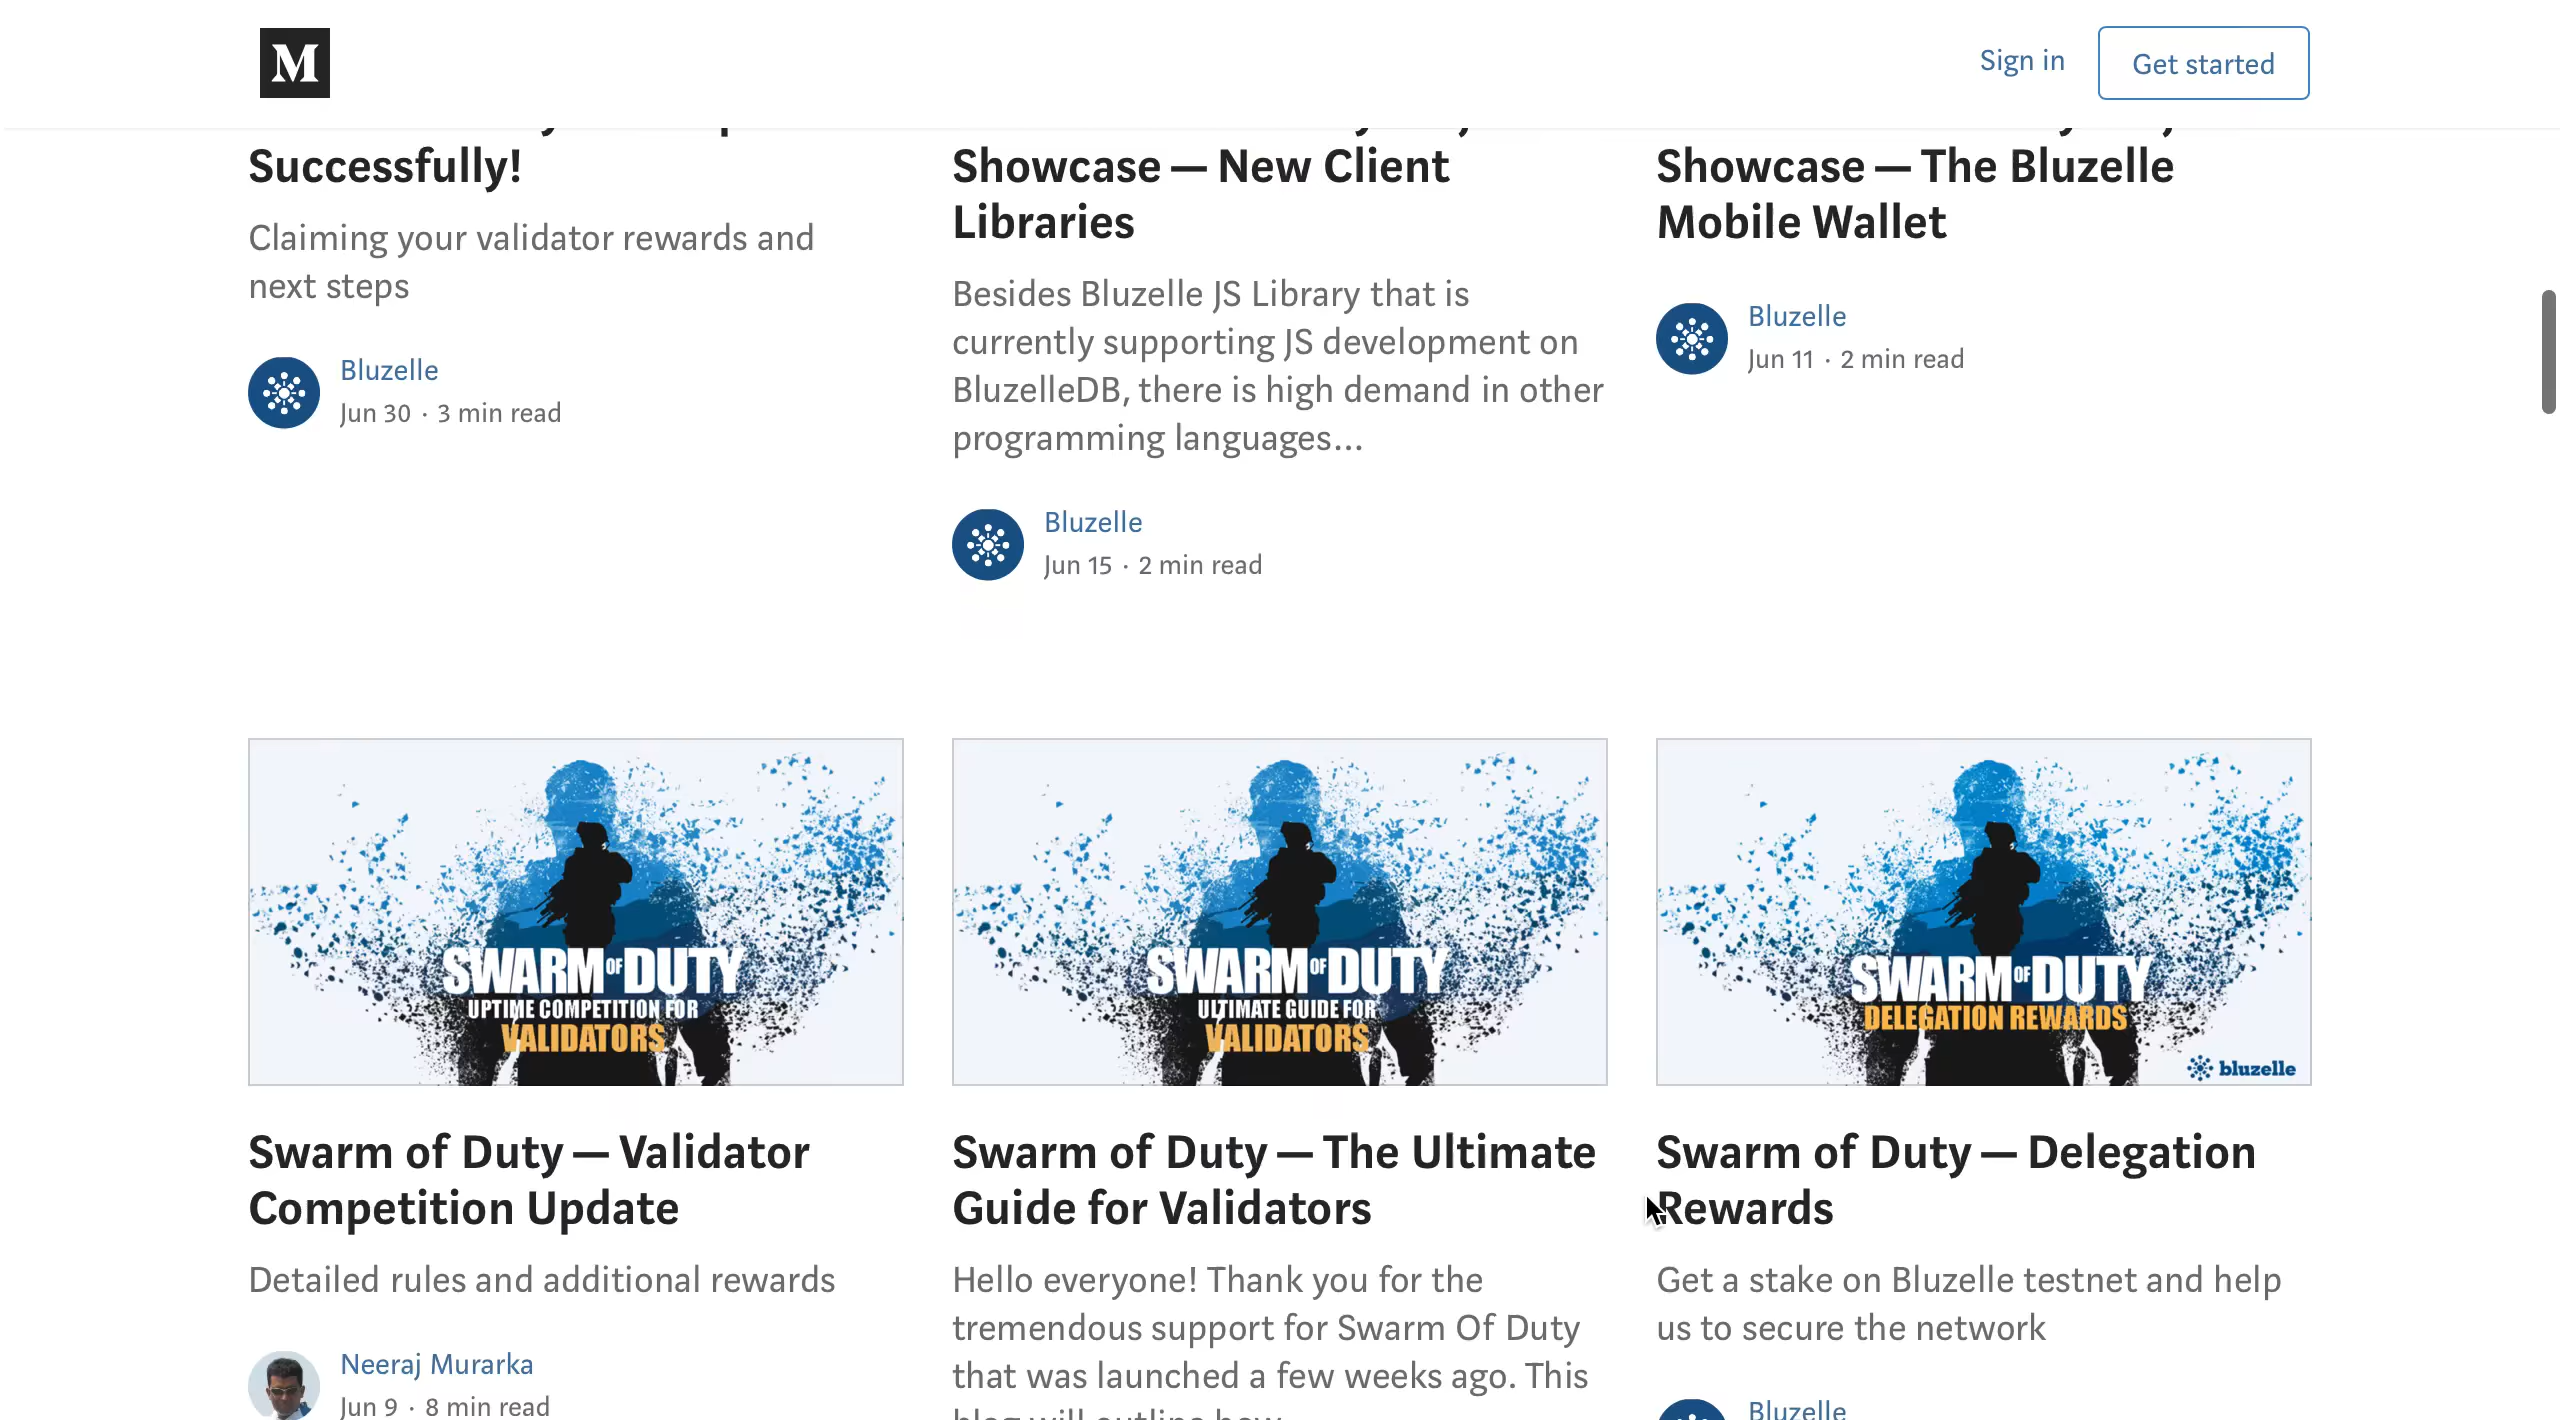 M
Sign in
Get started
Successfully!
Claiming your validator rewards and
next steps
Bluzelle
Jun 30 · 3 min read
Showcase — New Client
Libraries
Besides Bluzelle JS Library that is
currently supporting JS development on
BluzelleDB, there is high demand in other
programming languages…
Bluzelle
Jun 15 · 2 min read
Showcase — The Bluzelle
Mobile Wallet
Bluzelle
Jun 11 · 2 min read
SWARM OF DUTY
UPTIME COMPETITION FOR
VALIDATORS
Swarm of Duty — Validator
Competition Update
Detailed rules and additional rewards
Neeraj Murarka
Jun 9 · 8 min read
SWARM OF DUTY
ULTIMATE GUIDE FOR
VALIDATORS
Swarm of Duty — The Ultimate
Guide for Validators
Hello everyone! Thank you for the
tremendous support for Swarm Of Duty
that was launched a few weeks ago. This
blog will outline how
SWARM OF DUTY
DELEGATION REWARDS
bluzelle
Swarm of Duty — Delegation
Rewards
Get a stake on Bluzelle testnet and help
us to secure the network
Bluzelle